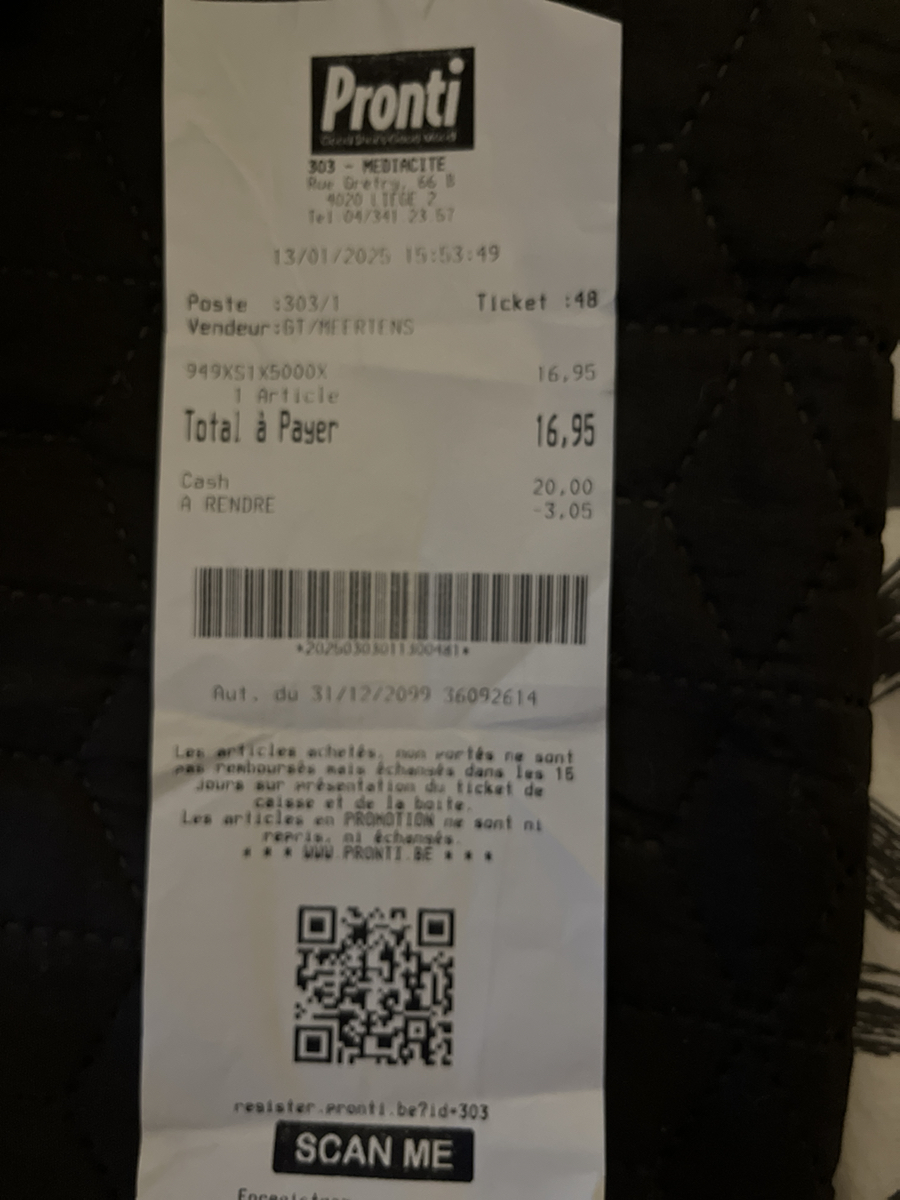 Pronti
303 - MEDIACITE
Rue Gretry, 66 B
4020 LIEGE 2
Tel 04/341 23 57
13/01/2025 15:53:49
Poste :303/1 Ticket :48
Vendeur:GT/MEERTENS
949KS1X5000X 16,95
1 Article
Total à Payer 16,95
Cash 20,00
A RENDRE -3,05
*20250303011300481*
Aut. du 31/12/2099 36092614
Les articles achetés, non portés ne sont
pas remboursés mais échangés dans les 15
jours sur présentation du ticket de
caisse et de la boite.
Les articles en PROMOTION ne sont ni
repris, ni échangés.
* * * WWW.PRONTI.BE * * *
register.pronti.be?id=303
SCAN ME